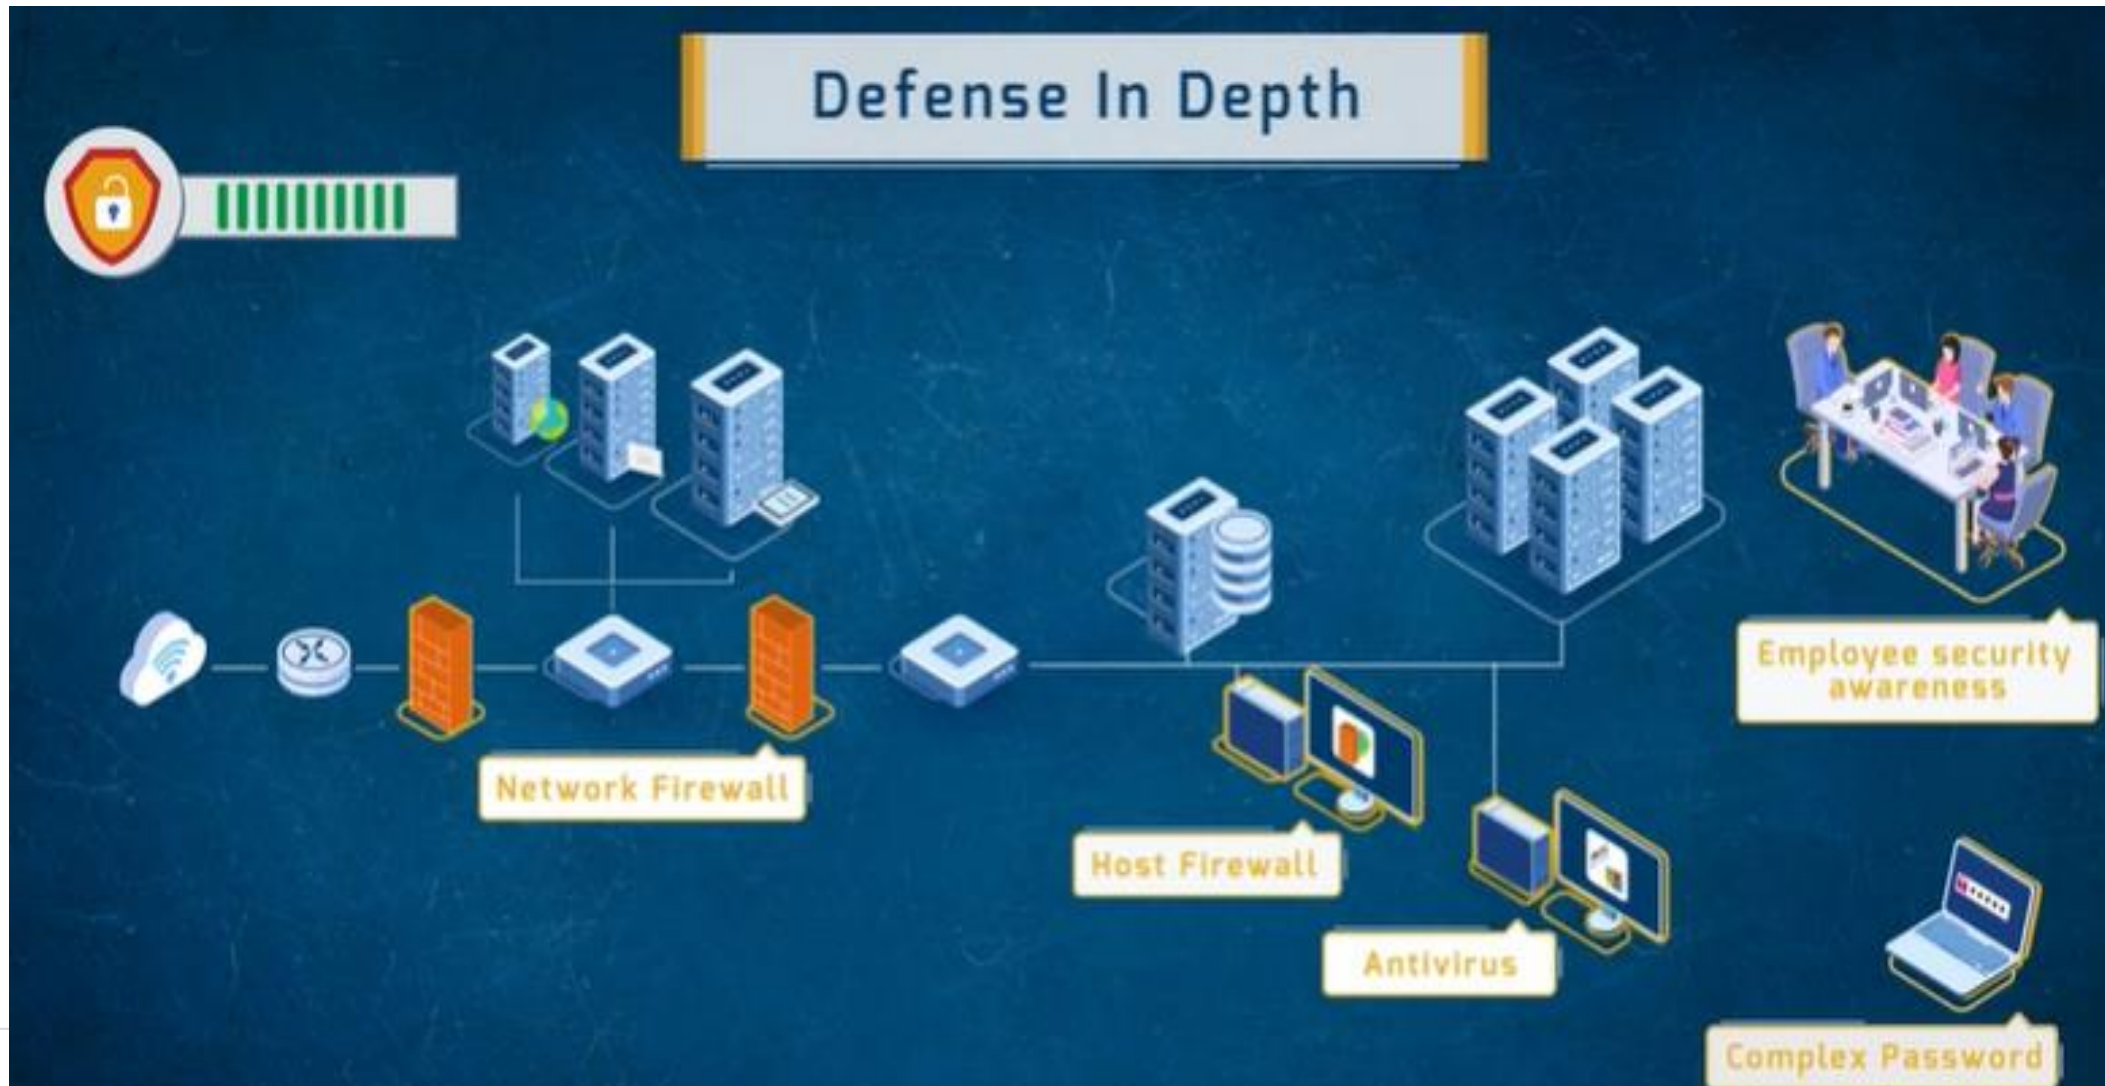 Defense In Depth
Employee security
awareness
Network Firewall
Host Firewall
Antivirus
Complex Password